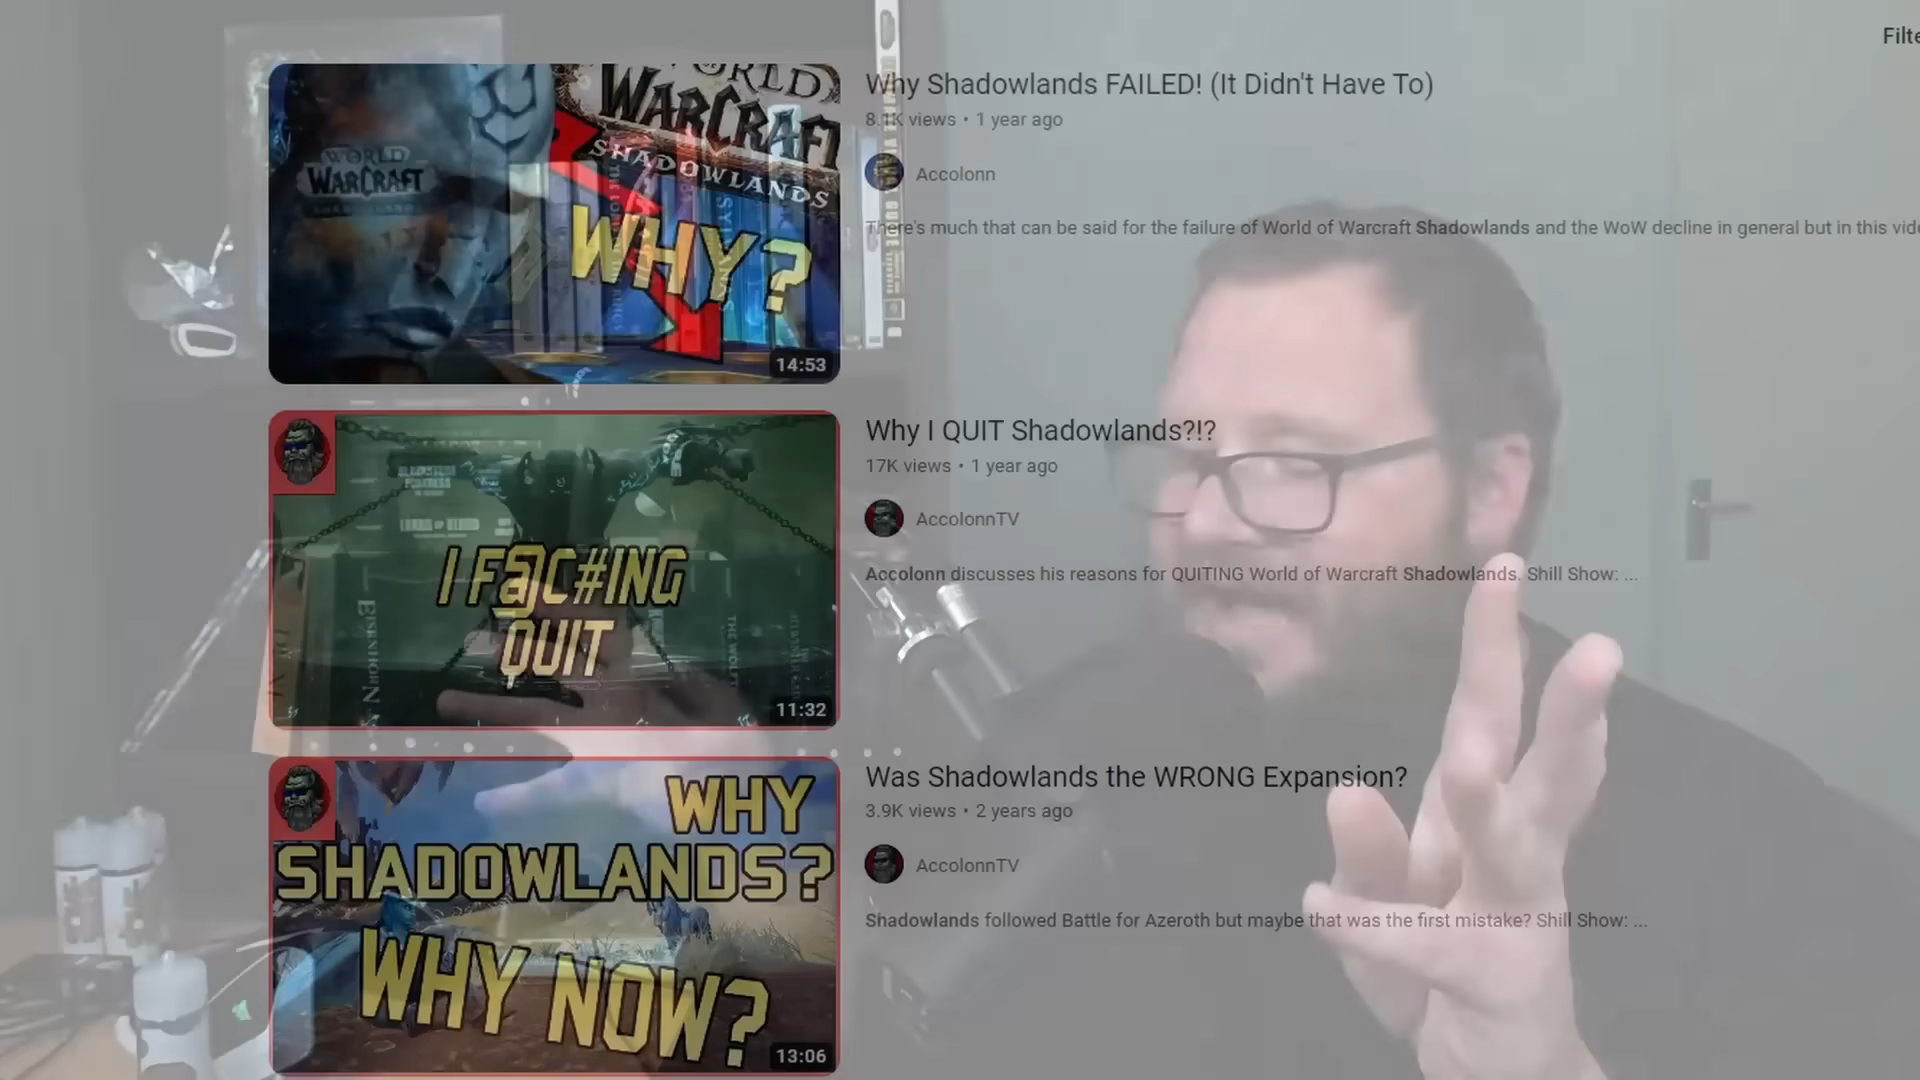 Filte
WORLD
WARCRAFT
SHADOWLANDS
WHY?
14:53
WORLD
WARCRAFT
Why Shadowlands FAILED! (It Didn't Have To)
8.1K views • 1 year ago
Accolonn
There's much that can be said for the failure of World of Warcraft Shadowlands and the WoW decline in general but in this vide
I F@C#ING
QUIT
11:32
EISENHORN
Why I QUIT Shadowlands?!?
17K views • 1 year ago
AccolonnTV
Accolonn discusses his reasons for QUITING World of Warcraft Shadowlands. Shill Show: ...
WHY
SHADOWLANDS?
WHY NOW?
13:06
Was Shadowlands the WRONG Expansion?
3.9K views • 2 years ago
AccolonnTV
Shadowlands followed Battle for Azeroth but maybe that was the first mistake? Shill Show: ...